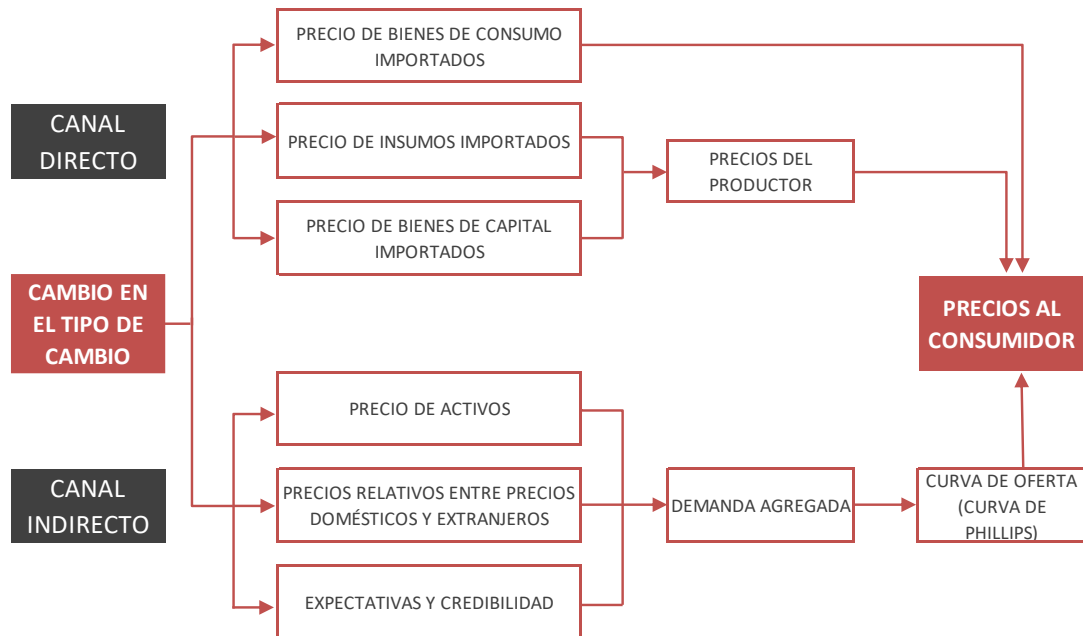 PRECIO DE BIENES DE CONSUMO
IMPORTADOS
CANAL
DIRECTO
PRECIO DE INSUMOS IMPORTADOS
PRECIOS DEL
PRODUCTOR
PRECIO DE BIENES DE CAPITAL
IMPORTADOS
CAMBIO EN
EL TIPO DE
CAMBIO
PRECIOS AL
CONSUMIDOR
PRECIO DE ACTIVOS
CANAL
INDIRECTO
PRECIOS RELATIVOS ENTRE PRECIOS
DOMÉSTICOS Y EXTRANJEROS
DEMANDA AGREGADA
CURVA DE OFERTA
(CURVA DE
PHILLIPS)
EXPECTATIVAS Y CREDIBILIDAD